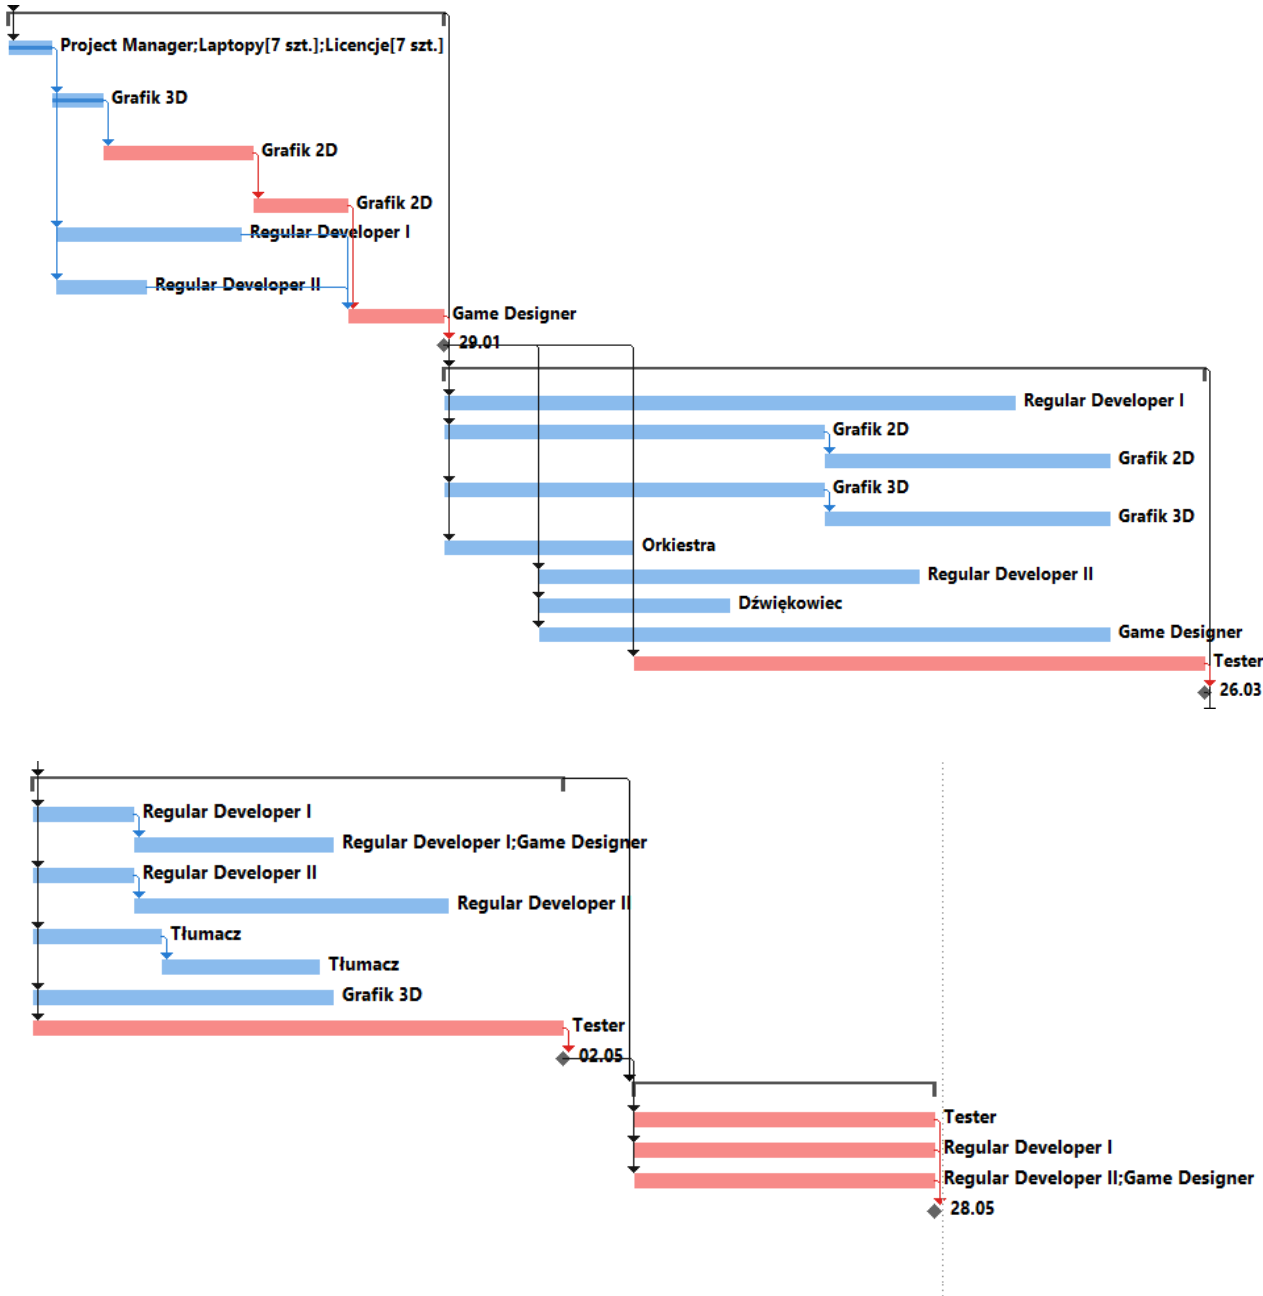 Project Manager;Laptopy[7 szt.];Licencje[7 szt.]
Grafik 3D
Grafik 2D
Grafik 2D
Regular Developer I
Regular Developer II
Game Designer
29.01
Regular Developer I
Grafik 2D
Grafik 2D
Grafik 3D
Grafik 3D
Orkiestra
Regular Developer II
Dźwiękowiec
Game Designer
Tester
26.03
Regular Developer I
Regular Developer I;Game Designer
Regular Developer II
Regular Developer II
Tłumacz
Tłumacz
Grafik 3D
Tester
02.05
Tester
Regular Developer I
Regular Developer II;Game Designer
28.05